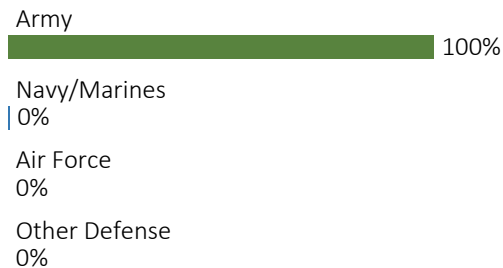 Army
100%
Navy/Marines
0%
Air Force
0%
Other Defense
0%